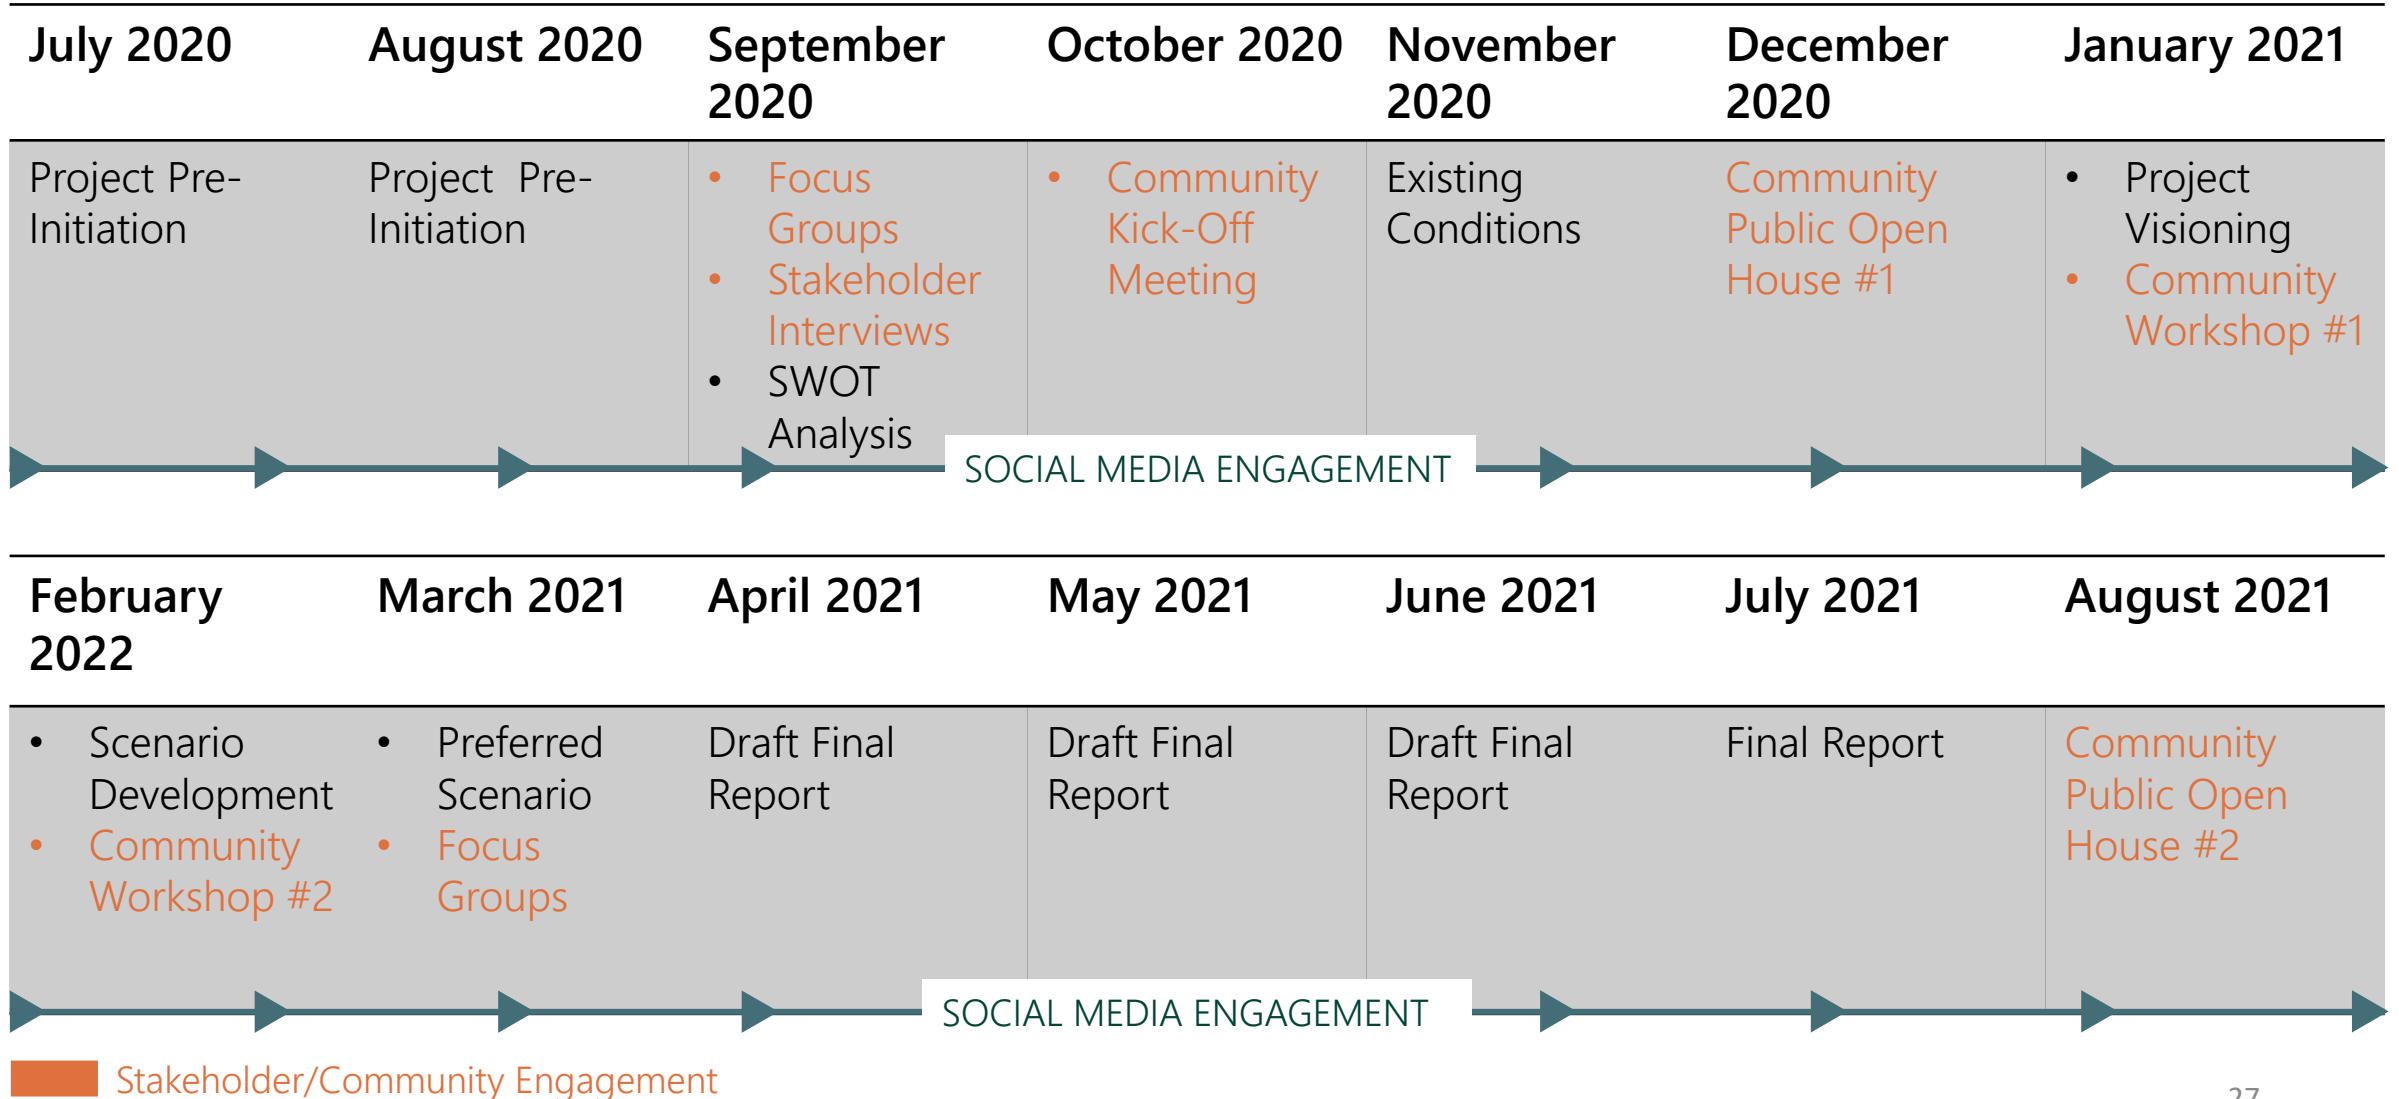 July 2020
August 2020
September
2020
October 2020
November
2020
December
2020
January 2021
Project Pre-
Initiation
Project Pre-
Initiation
• Focus
Groups
• Stakeholder
Interviews
• SWOT
Analysis
• Community
Kick-Off
Meeting
Existing
Conditions
Community
Public Open
House #1
• Project
Visioning
• Community
Workshop #1
SOCIAL MEDIA ENGAGEMENT
February
2022
March 2021
April 2021
May 2021
June 2021
July 2021
August 2021
• Scenario
Development
• Community
Workshop #2
• Preferred
Scenario
• Focus
Groups
Draft Final
Report
Draft Final
Report
Draft Final
Report
Final Report
Community
Public Open
House #2
SOCIAL MEDIA ENGAGEMENT
Stakeholder/Community Engagement
27